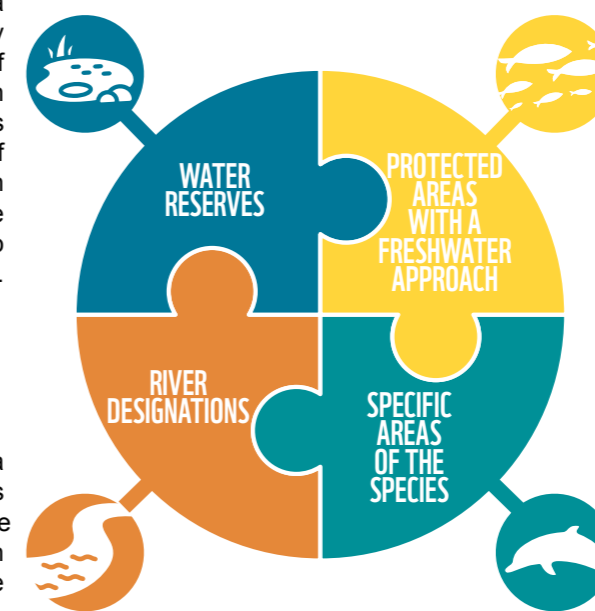 WATER
RESERVES
PROTECTED
AREAS
WITH A
FRESHWATER
APPROACH
RIVER
DESIGNATIONS
SPECIFIC
AREAS
OF THE
SPECIES